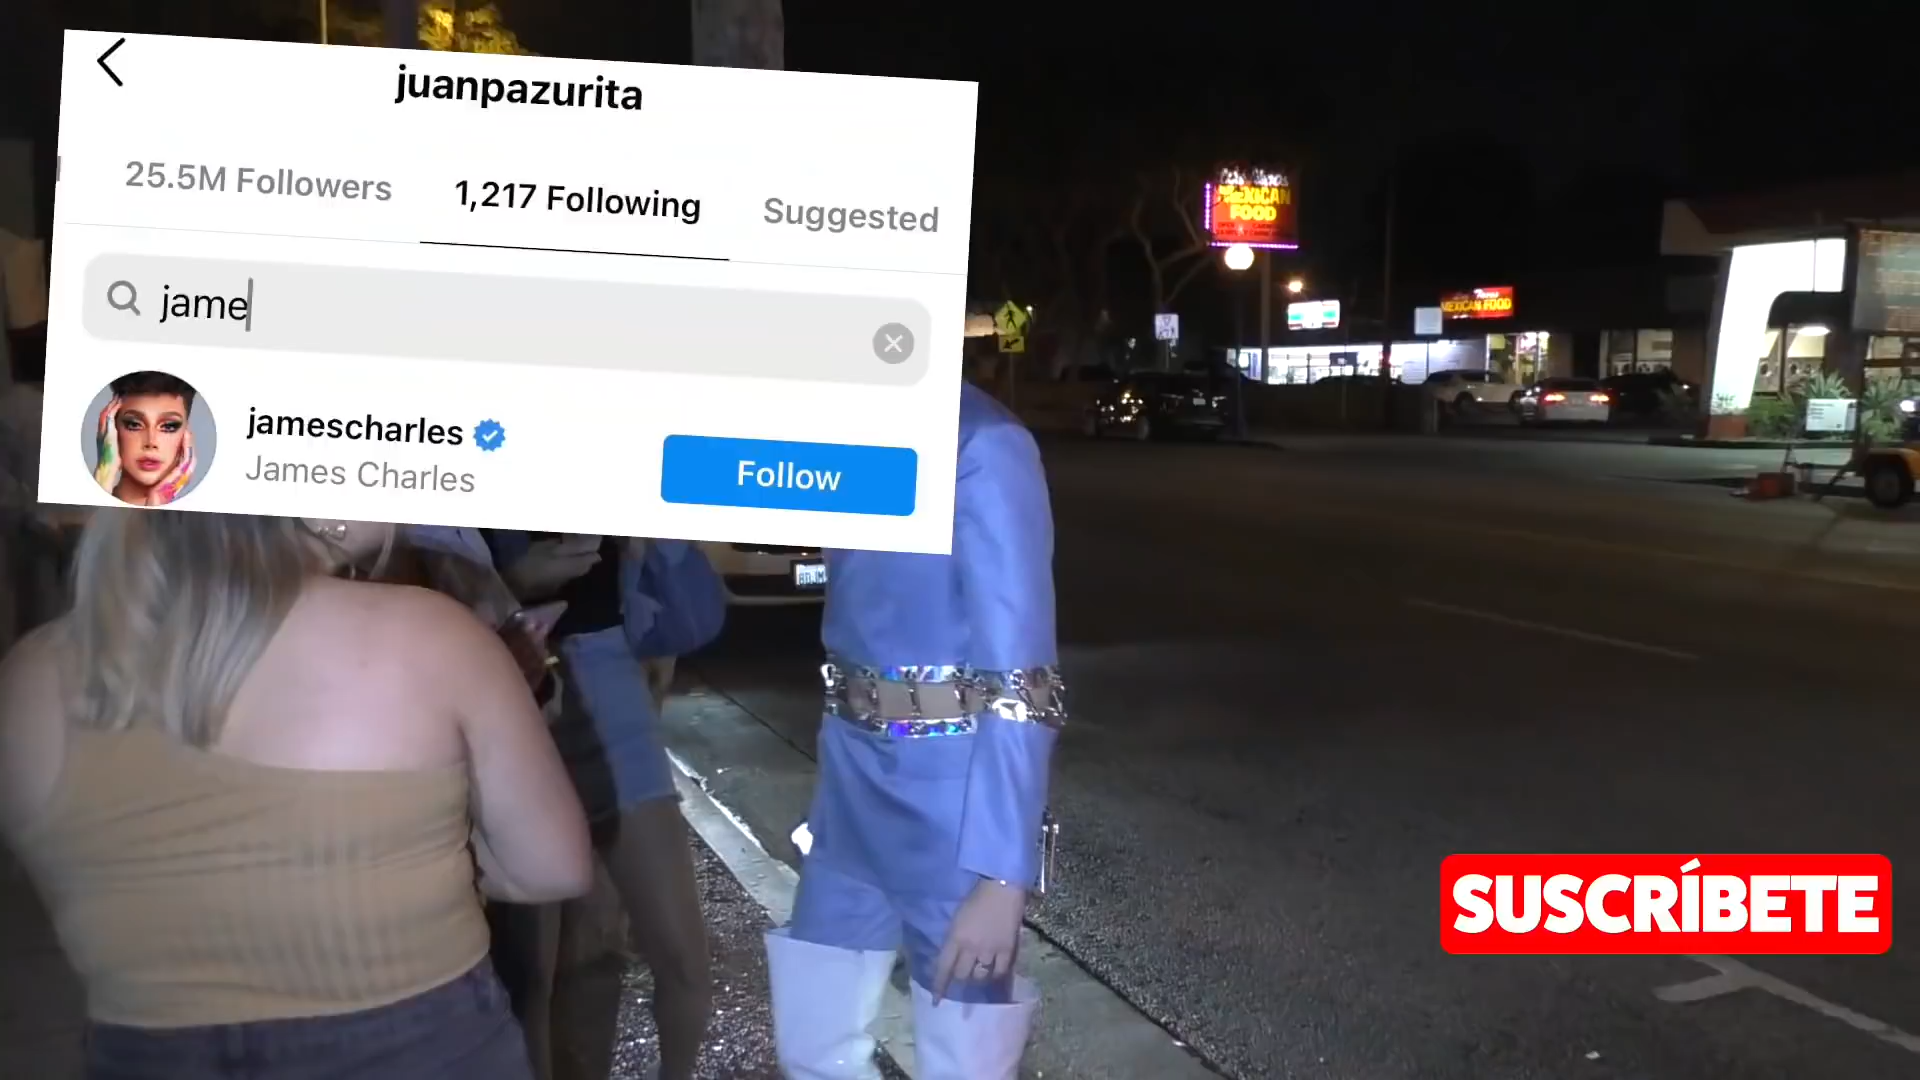 juanpazurita
25.5M Followers
1,217 Following
Suggested
jame
jamescharles
James Charles
Follow
MEXICAN
FOOD
MEXICAN FOOD
SUSCRÍBETE